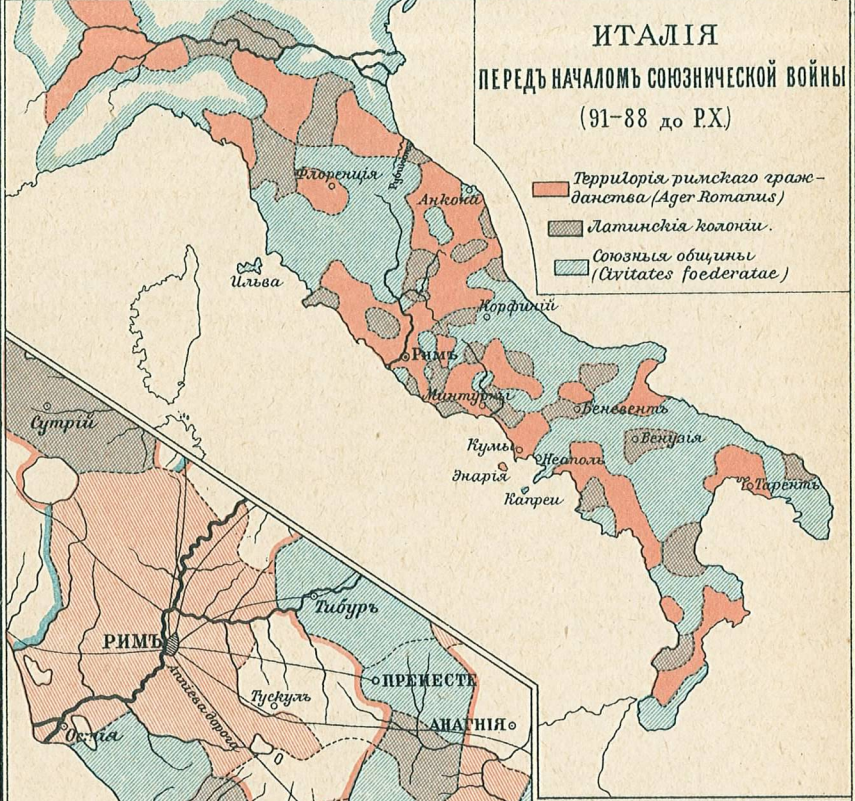 ИТАЛІЯ
ПЕРЕДЪ НАЧАЛОМЪ СОЮЗНИЧЕСКОЙ ВОЙНЫ
(91–88 до Р.Х.)
Территорія римскаго граж-
данства (Ager Romanus)
Латинскія колоніи.
Союзныя общины
(Civitates foederatae)
Флоренція
Рубиконъ
Анкона
Ильва
Корфиній
Римъ
Минтурны
Беневентъ
Венузія
Кумы
Неаполь
Энарія
Капреи
Тарентъ
Сутрій
Тибуръ
РИМЪ
ПРЕНЕСТЕ
Аппіева дорога
Тускулъ
АНАГНІЯ
Остія